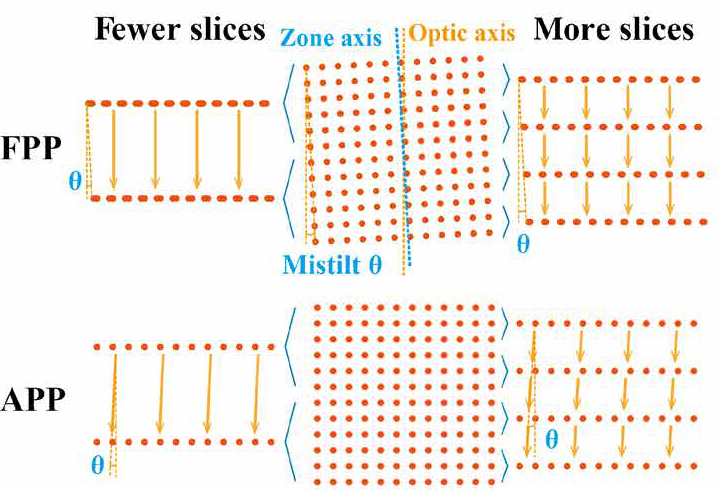 Fewer slices
Zone axis
Optic axis
More slices
FPP
θ
θ
Mistilt θ
APP
θ
θ